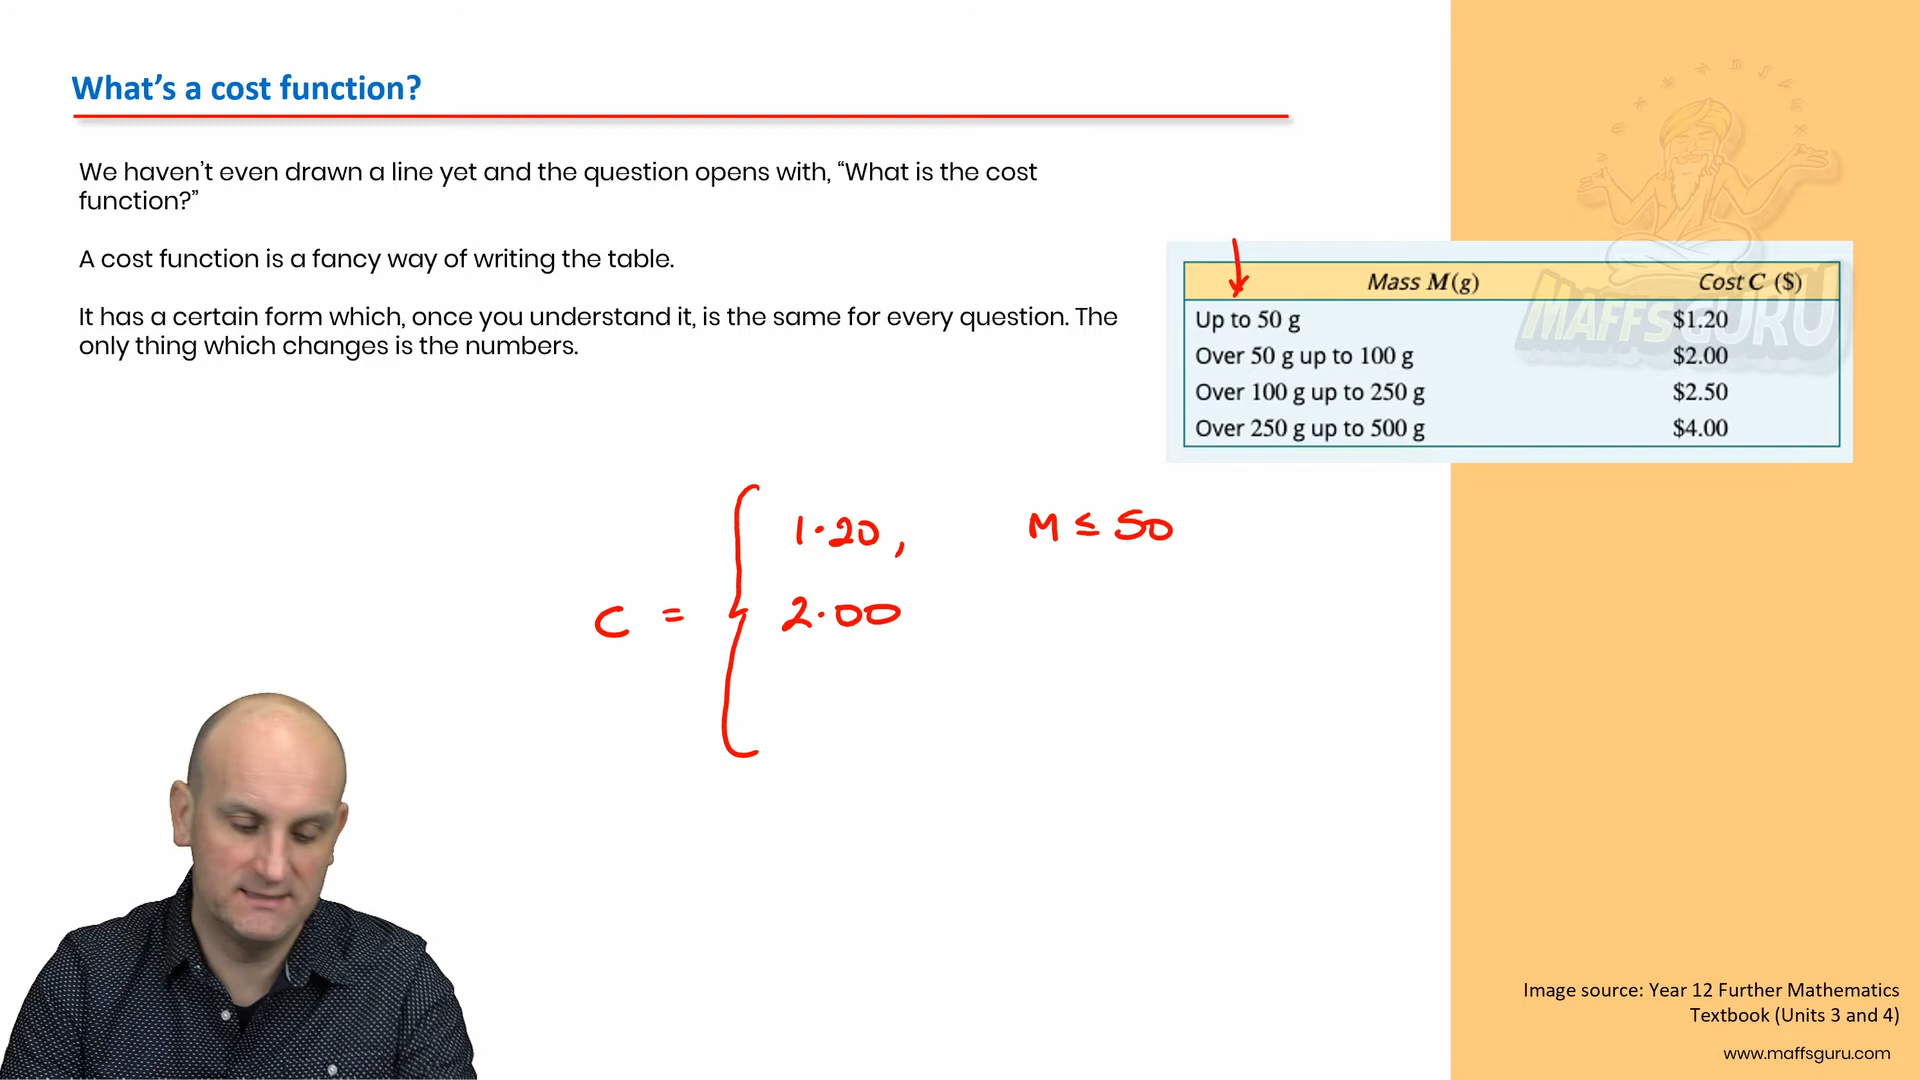 What's a cost function?
We haven't even drawn a line yet and the question opens with, “What is the cost
function?”
A cost function is a fancy way of writing the table.
It has a certain form which, once you understand it, is the same for every question. The
only thing which changes is the numbers.
Mass M(g) Cost C ($)
Up to 50 g $1.20
Over 50 g up to 100 g $2.00
Over 100 g up to 250 g $2.50
Over 250 g up to 500 g $4.00
MAFFSGURU
1.20, M ≤ 50
C = 2.00
Image source: Year 12 Further Mathematics
Textbook (Units 3 and 4)
www.maffsguru.com